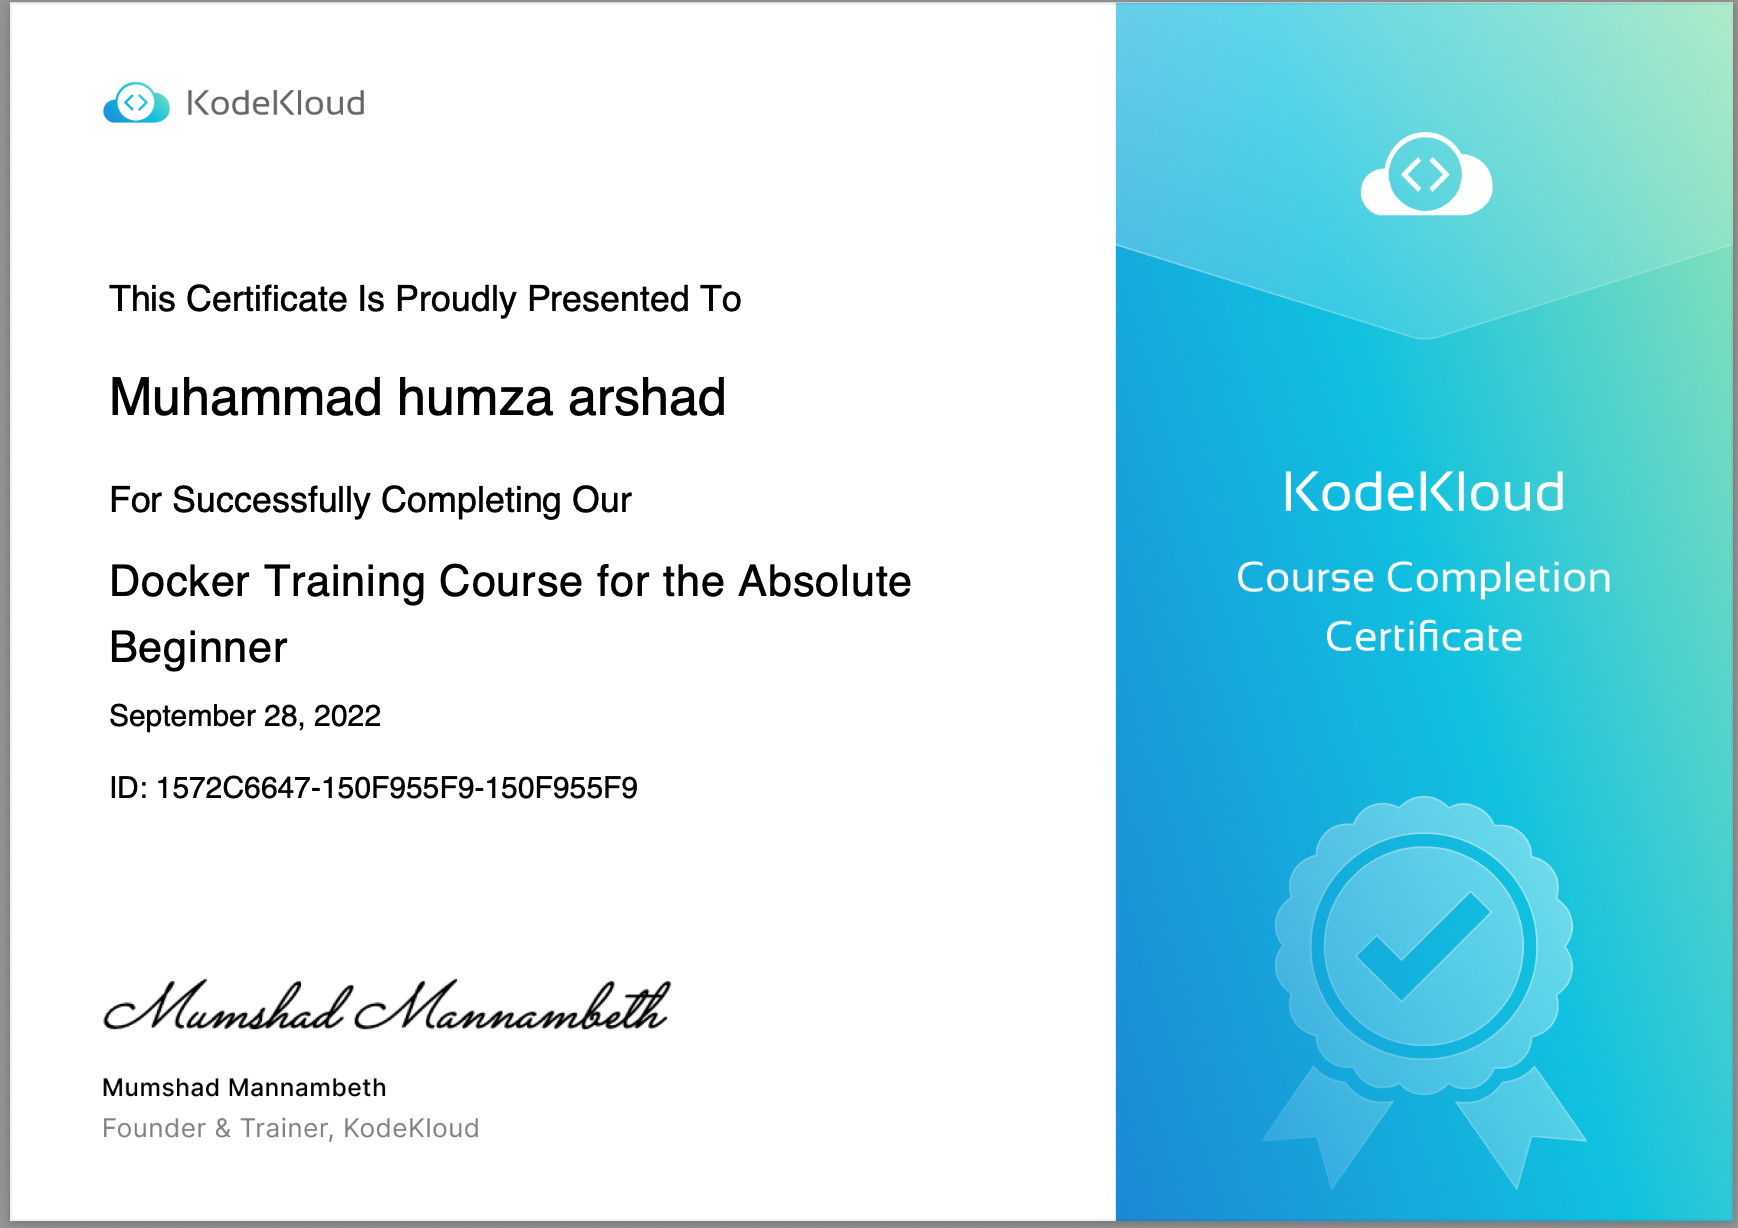 KodeKloud
This Certificate Is Proudly Presented To
Muhammad humza arshad
For Successfully Completing Our
Docker Training Course for the Absolute
Beginner
September 28, 2022
ID: 1572C6647-150F955F9-150F955F9
Mumshad Mannambeth
Mumshad Mannambeth
Founder & Trainer, KodeKloud
KodeKloud
Course Completion
Certificate